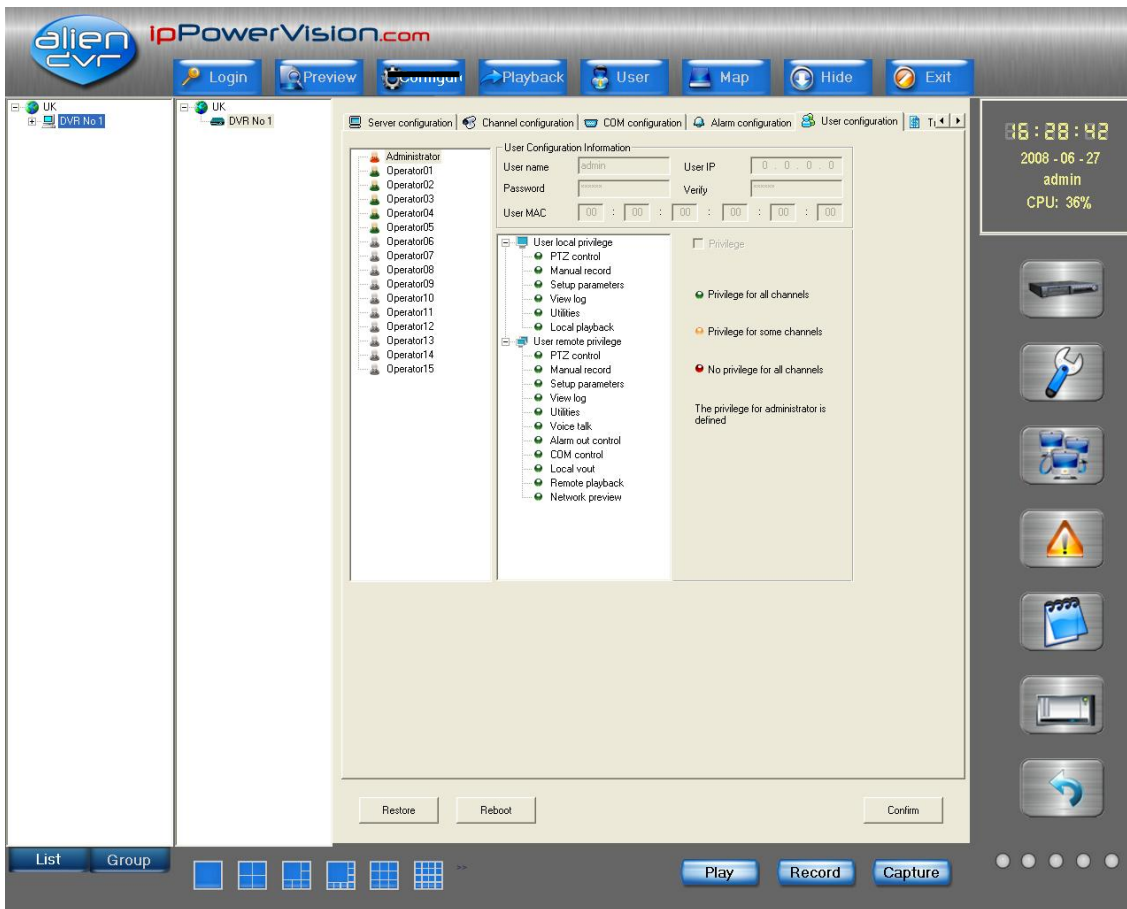 alien dvr
ipPowerVision.com
Login Preview Playback User Map Hide Exit
UK
DVR No 1
UK
DVR No 1
Server configuration Channel configuration COM configuration Alarm configuration User configuration
16:28:42
2008 - 06 - 27
admin
CPU: 36%
Administrator
Operator01
Operator02
Operator03
Operator04
Operator05
Operator06
Operator07
Operator08
Operator09
Operator10
Operator11
Operator12
Operator13
Operator14
Operator15
User Configuration Information
User name admin User IP 0 . 0 . 0 . 0
Password ****** Verify ******
User MAC 00 : 00 : 00 : 00 : 00 : 00
User local privilege
PTZ control
Manual record
Setup parameters
View log
Utilities
Local playback
User remote privilege
PTZ control
Manual record
Setup parameters
View log
Utilities
Voice talk
Alarm out control
COM control
Local vout
Remote playback
Network preview
Privilege
Privilege for all channels
Privilege for some channels
No privilege for all channels
The privilege for administrator is
defined
Restore Reboot Confirm
List Group >> Play Record Capture